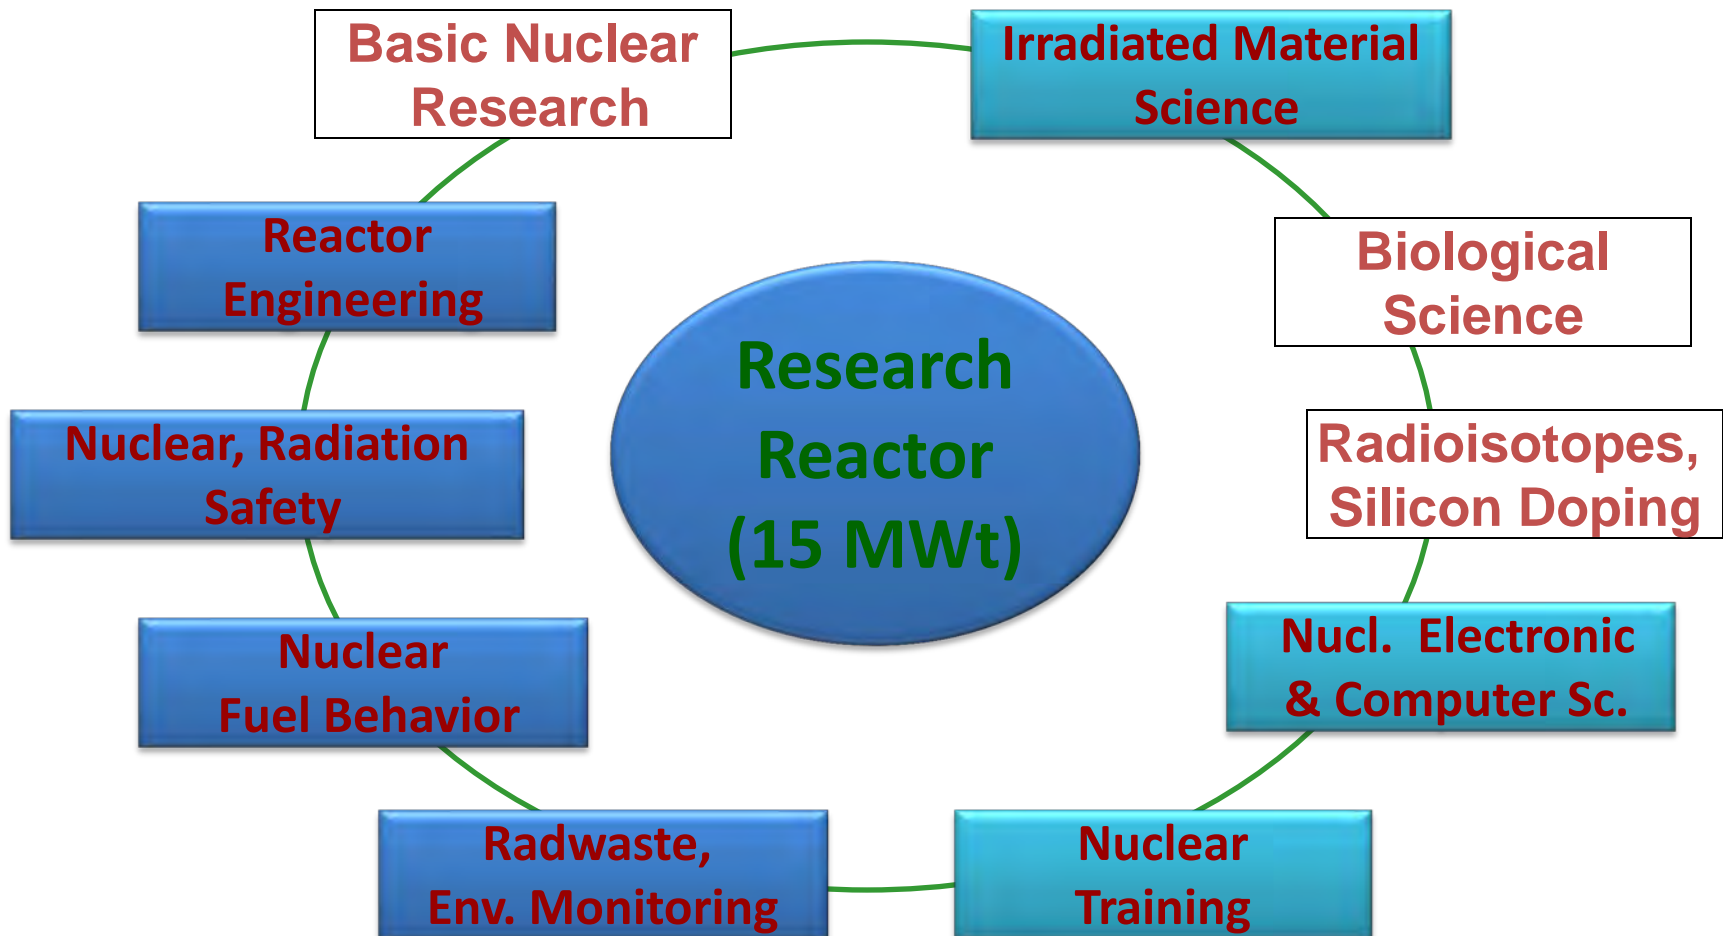 Basic Nuclear
Research
Irradiated Material
Science
Reactor
Engineering
Biological
Science
Research
Reactor
(15 MWt)
Nuclear, Radiation
Safety
Radioisotopes,
Silicon Doping
Nuclear
Fuel Behavior
Nucl. Electronic
& Computer Sc.
Radwaste,
Env. Monitoring
Nuclear
Training